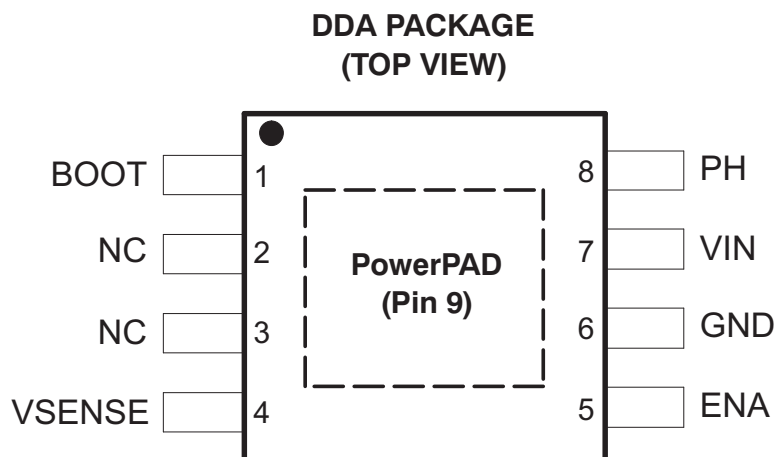 DDA PACKAGE
(TOP VIEW)
BOOT 1 8 PH
NC 2 7 VIN
PowerPAD
(Pin 9)
NC 3 6 GND
VSENSE 4 5 ENA